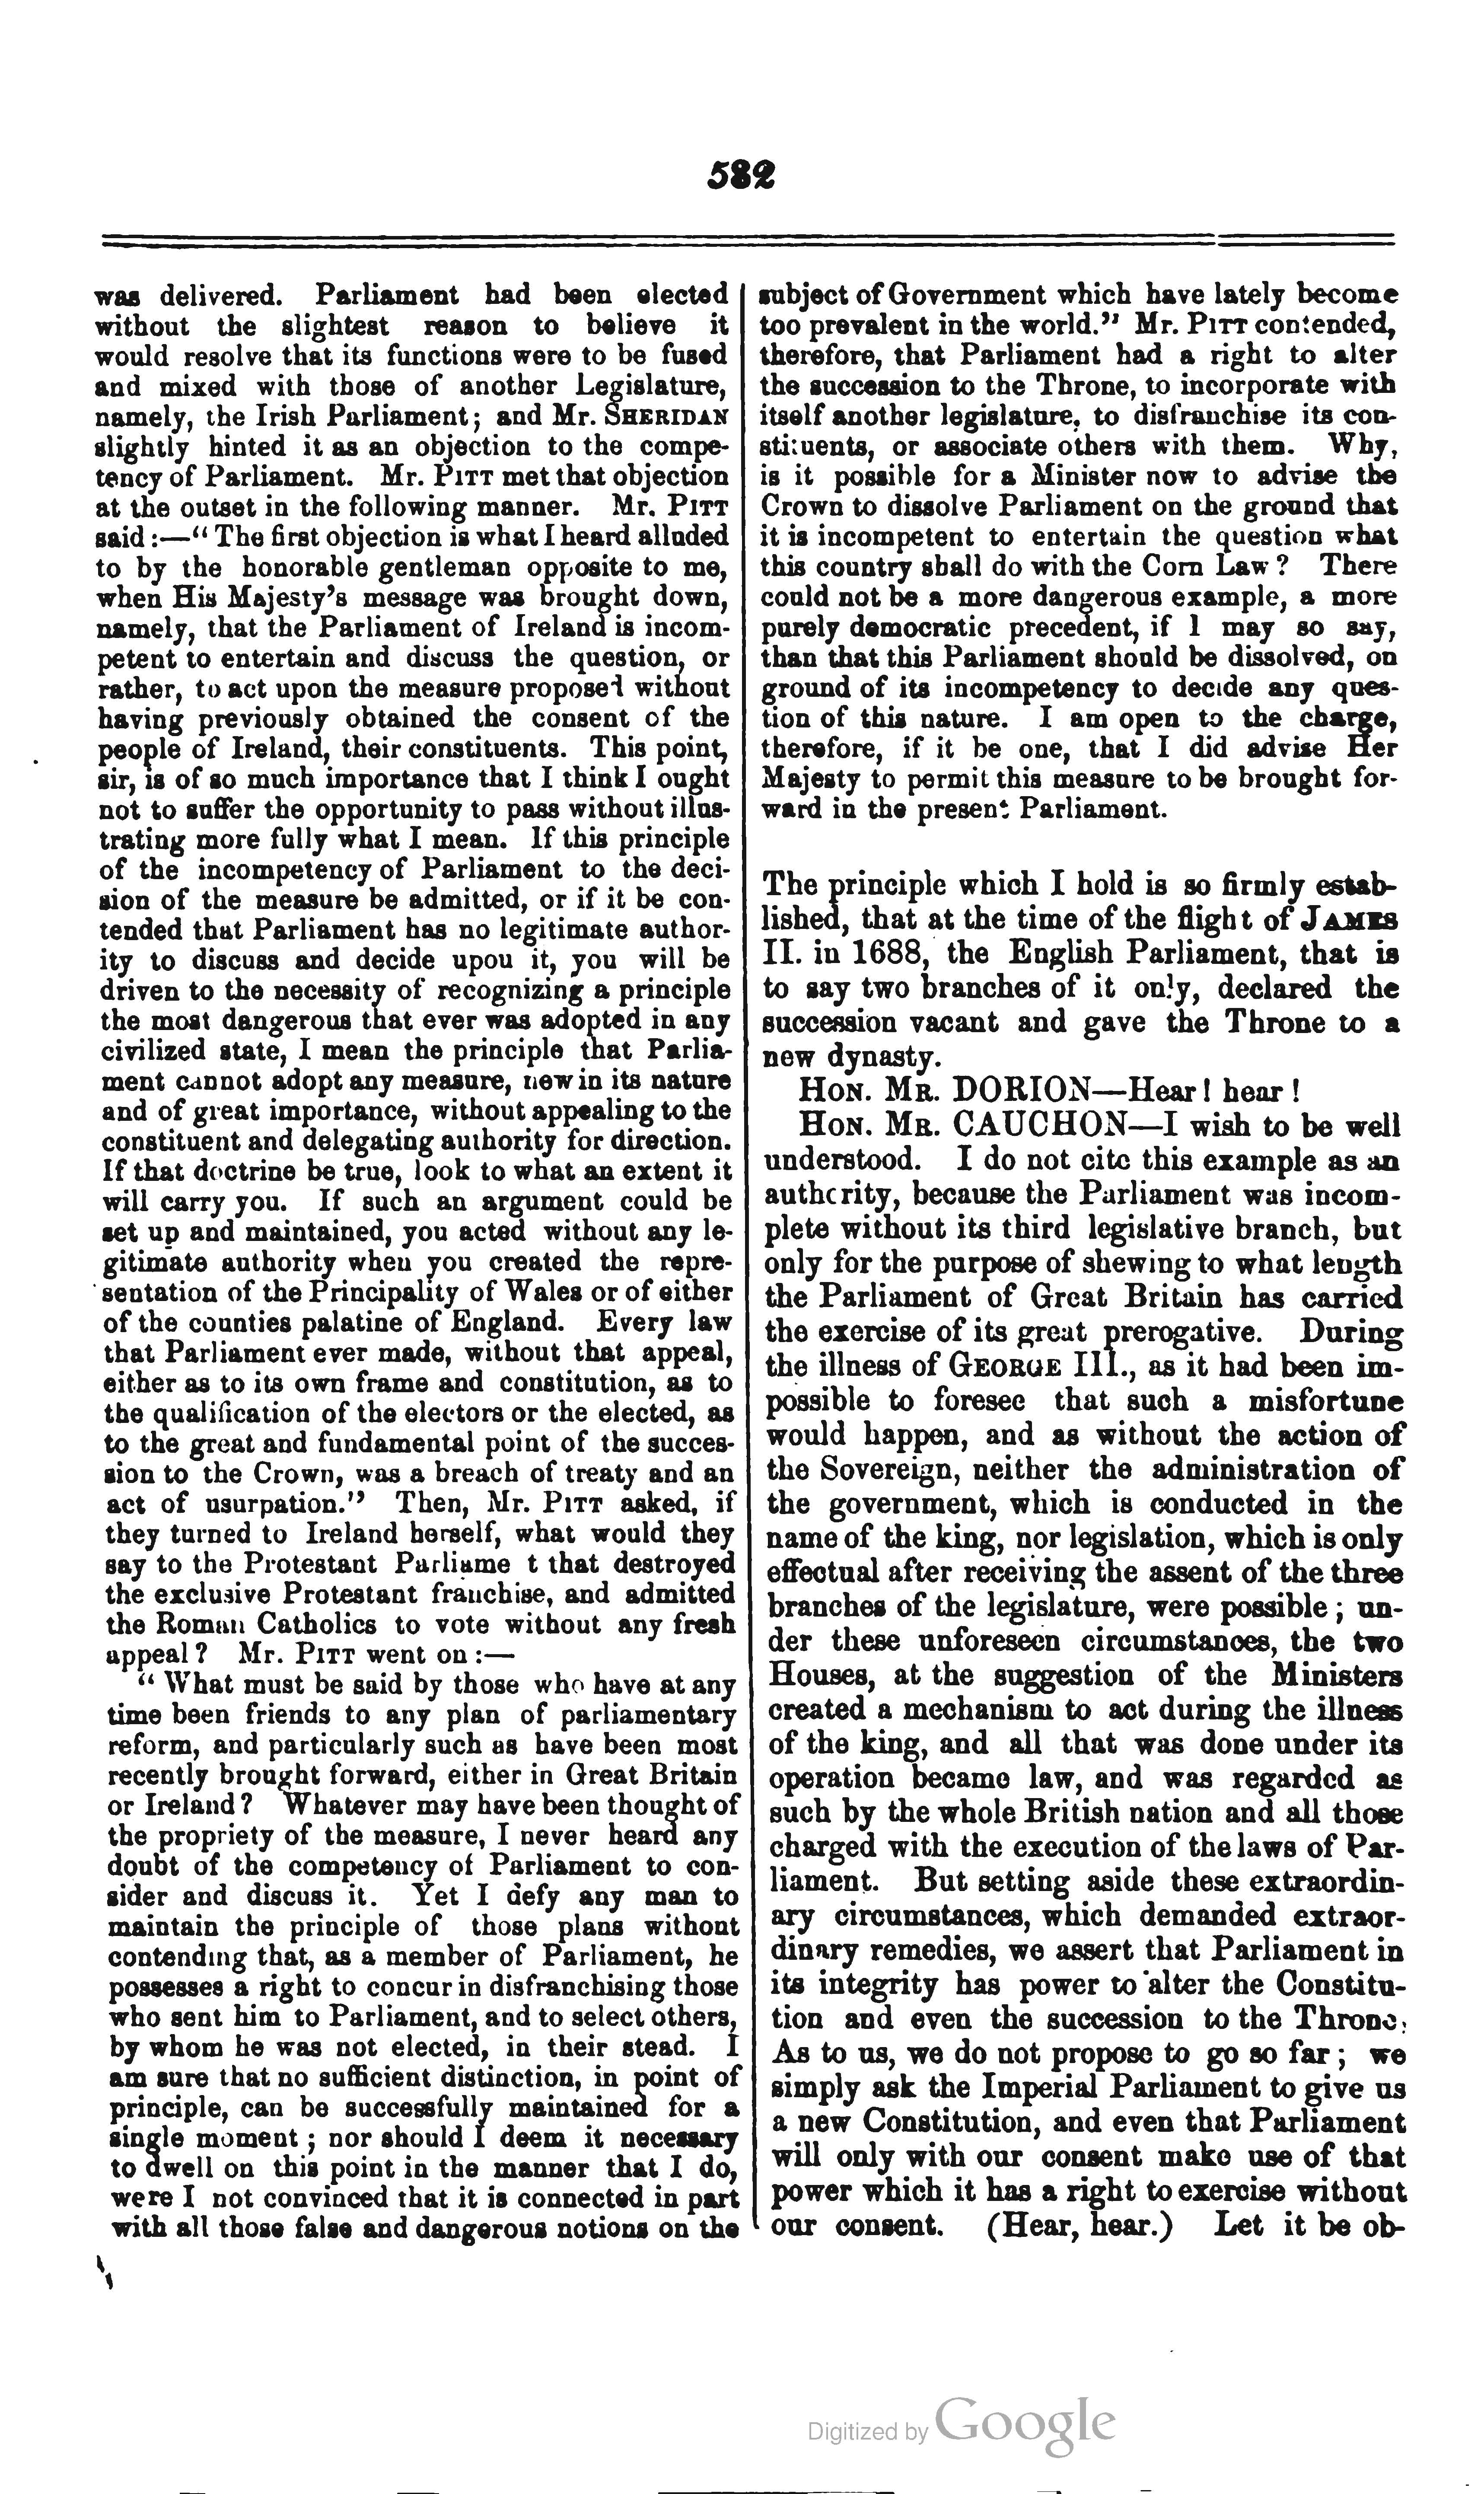 582
was delivered. Parliament had been elected
without the slightest reason to believe it
would resolve that its functions were to be fused
and mixed with those of another Legislature,
namely, the Irish Parliament; and Mr. SHERIDAN
slightly hinted it as an objection to the compe-
tency of Parliament. Mr. PITT met that objection
at the outset in the following manner. Mr. PITT
said :—“ The first objection is what I heard alluded
to by the honorable gentleman opposite to me,
when His Majesty's message was brought down,
namely, that the Parliament of Ireland is incom-
petent to entertain and discuss the question, or
rather, to act upon the measure proposed without
having previously obtained the consent of the
people of Ireland, their constituents. This point,
sir, is of so much importance that I think I ought
not to suffer the opportunity to pass without illus-
trating more fully what I mean. If this principle
of the incompetency of Parliament to the deci-
sion of the measure be admitted, or if it be con-
tended that Parliament has no legitimate author-
ity to discuss and decide upon it, you will be
driven to the necessity of recognizing a principle
the most dangerous that ever was adopted in any
civilized state, I mean the principle that Parlia-
ment cannot adopt any measure, new in its nature
and of great importance, without appealing to the
constituent and delegating authority for direction.
If that doctrine be true, look to what an extent it
will carry you. If such an argument could be
set up and maintained, you acted without any le-
gitimate authority when you created the repre-
sentation of the Principality of Wales or of either
of the counties palatine of England. Every law
that Parliament ever made, without that appeal,
either as to its own frame and constitution, as to
the qualification of the electors or the elected, as
to the great and fundamental point of the succes-
sion to the Crown, was a breach of treaty and an
act of usurpation.” Then, Mr. PITT asked, if
they turned to Ireland herself, what would they
say to the Protestant Parliame t that destroyed
the exclusive Protestant franchise, and admitted
the Roman Catholics to vote without any fresh
appeal ? Mr. PITT went on :—
“ What must be said by those who have at any
time been friends to any plan of parliamentary
reform, and particularly such as have been most
recently brought forward, either in Great Britain
or Ireland ? Whatever may have been thought of
the propriety of the measure, I never heard any
doubt of the competency of Parliament to con-
sider and discuss it. Yet I defy any man to
maintain the principle of those plans without
contending that, as a member of Parliament, he
possesses a right to concur in disfranchising those
who sent him to Parliament, and to select others,
by whom he was not elected, in their stead. I
am sure that no sufficient distinction, in point of
principle, can be successfully maintained for a
single moment ; nor should I deem it necessary
to dwell on this point in the manner that I do,
were I not convinced that it is connected in part
with all those false and dangerous notions on the
subject of Government which have lately become
too prevalent in the world.” Mr. PITT contended,
therefore, that Parliament had a right to alter
the succession to the Throne, to incorporate with
itself another legislature, to disfranchise its con-
stituents, or associate others with them. Why,
is it possible for a Minister now to advise the
Crown to dissolve Parliament on the ground that
it is incompetent to entertain the question what
this country shall do with the Corn Law ? There
could not be a more dangerous example, a more
purely democratic precedent, if I may so say,
than that this Parliament should be dissolved, on
ground of its incompetency to decide any ques-
tion of this nature. I am open to the charge,
therefore, if it be one, that I did advise Her
Majesty to permit this measure to be brought for-
ward in the present Parliament.
The principle which I hold is so firmly estab-
lished, that at the time of the flight of JAMES
II. in 1688, the English Parliament, that is
to say two branches of it only, declared the
succession vacant and gave the Throne to a
new dynasty.
HON. MR. DORION—Hear ! hear !
HON. MR. CAUCHON—I wish to be well
understood. I do not cite this example as an
authority, because the Parliament was incom-
plete without its third legislative branch, but
only for the purpose of shewing to what length
the Parliament of Great Britain has carried
the exercise of its great prerogative. During
the illness of GEORGE III., as it had been im-
possible to foresee that such a misfortune
would happen, and as without the action of
the Sovereign, neither the administration of
the government, which is conducted in the
name of the king, nor legislation, which is only
effectual after receiving the assent of the three
branches of the legislature, were possible ; un-
der these unforeseen circumstances, the two
Houses, at the suggestion of the Ministers
created a mechanism to act during the illness
of the king, and all that was done under its
operation became law, and was regarded as
such by the whole British nation and all those
charged with the execution of the laws of Par-
liament. But setting aside these extraordin-
ary circumstances, which demanded extraor-
dinary remedies, we assert that Parliament in
its integrity has power to alter the Constitu-
tion and even the succession to the Throne.
As to us, we do not propose to go so far ; we
simply ask the Imperial Parliament to give us
a new Constitution, and even that Parliament
will only with our consent make use of that
power which it has a right to exercise without
our consent. (Hear, hear.) Let it be ob-
Digitized by Google